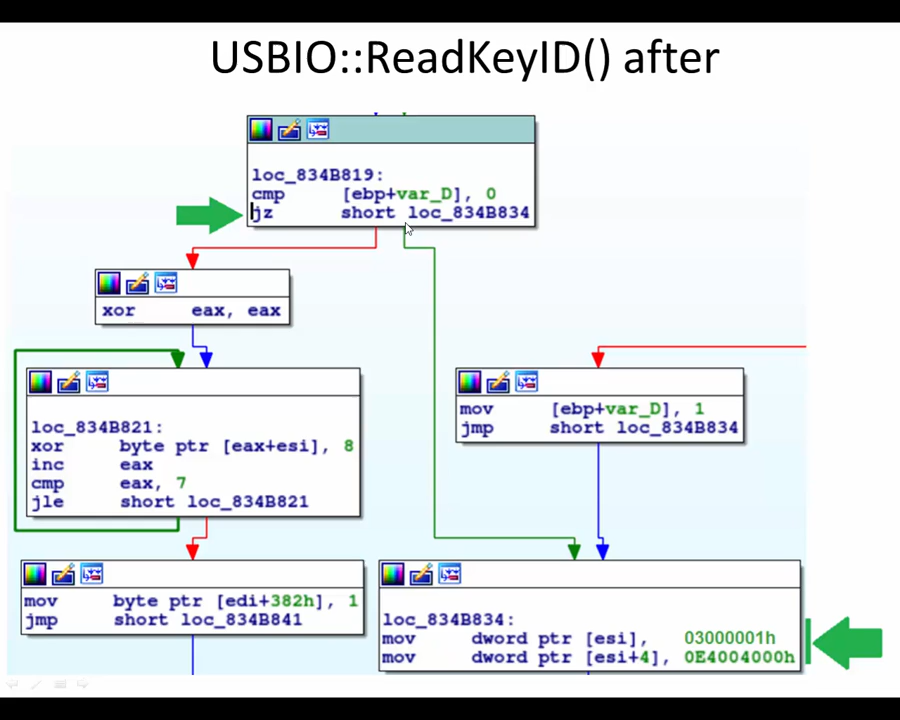 USBIO::ReadKeyID() after
loc_834B819:
cmp [ebp+var_D], 0
jz short loc_834B834
xor eax, eax
loc_834B821:
xor byte ptr [eax+esi], 8
inc eax
cmp eax, 7
jle short loc_834B821
mov [ebp+var_D], 1
jmp short loc_834B834
mov byte ptr [edi+382h], 1
jmp short loc_834B841
loc_834B834:
mov dword ptr [esi], 03000001h
mov dword ptr [esi+4], 0E4004000h